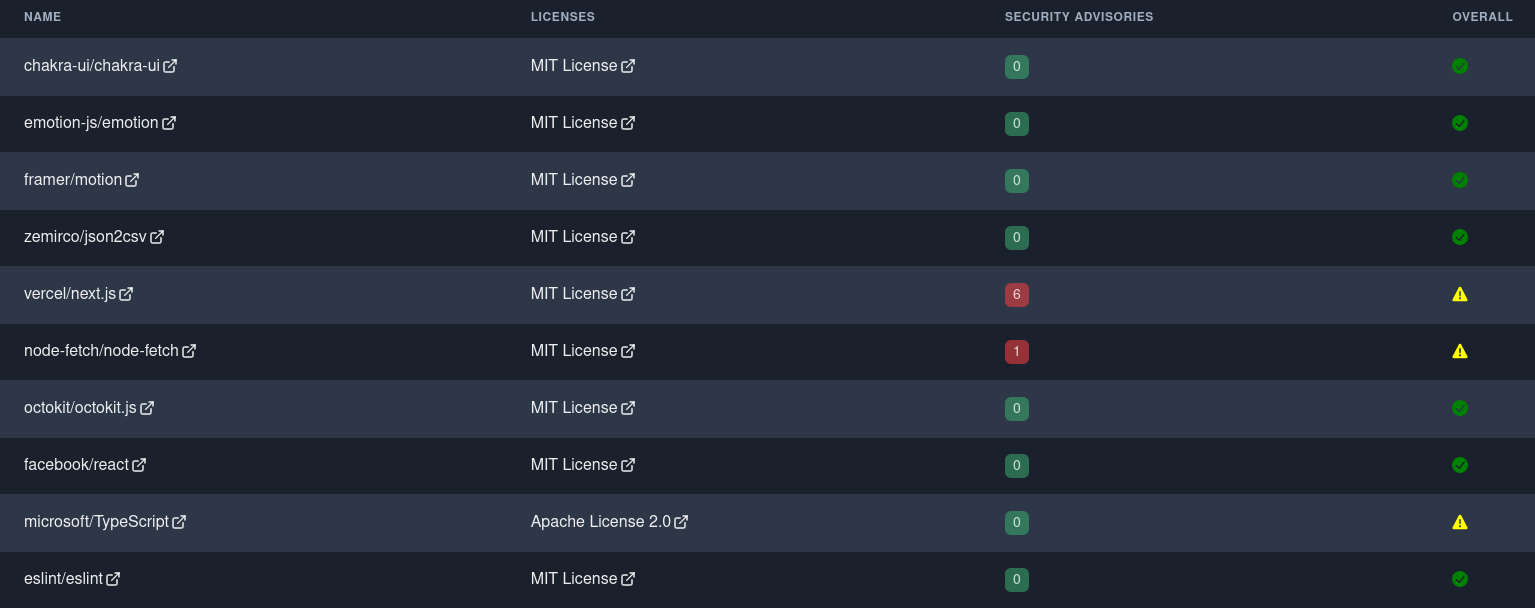 NAME LICENSES SECURITY ADVISORIES OVERALL
chakra-ui/chakra-ui MIT License 0
emotion-js/emotion MIT License 0
framer/motion MIT License 0
zemirco/json2csv MIT License 0
vercel/next.js MIT License 6
node-fetch/node-fetch MIT License 1
octokit/octokit.js MIT License 0
facebook/react MIT License 0
microsoft/TypeScript Apache License 2.0 0
eslint/eslint MIT License 0